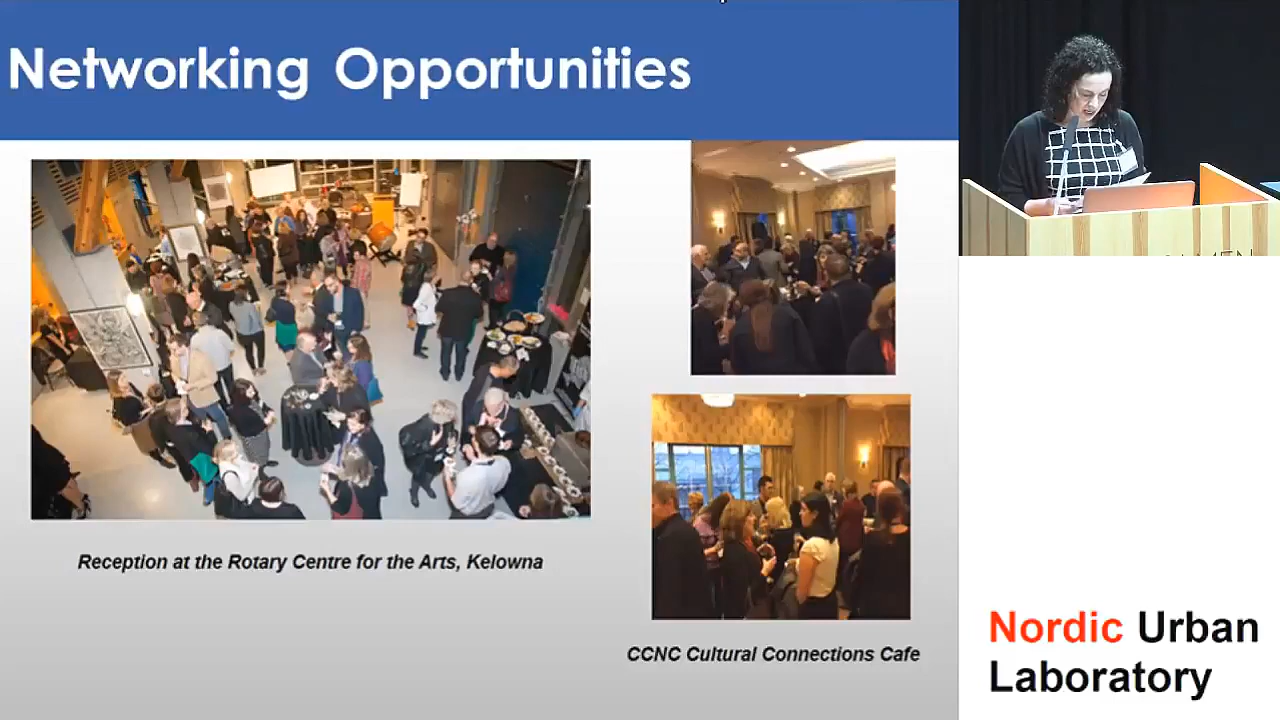 Networking Opportunities
Reception at the Rotary Centre for the Arts, Kelowna
CCNC Cultural Connections Cafe
Nordic Urban
Laboratory